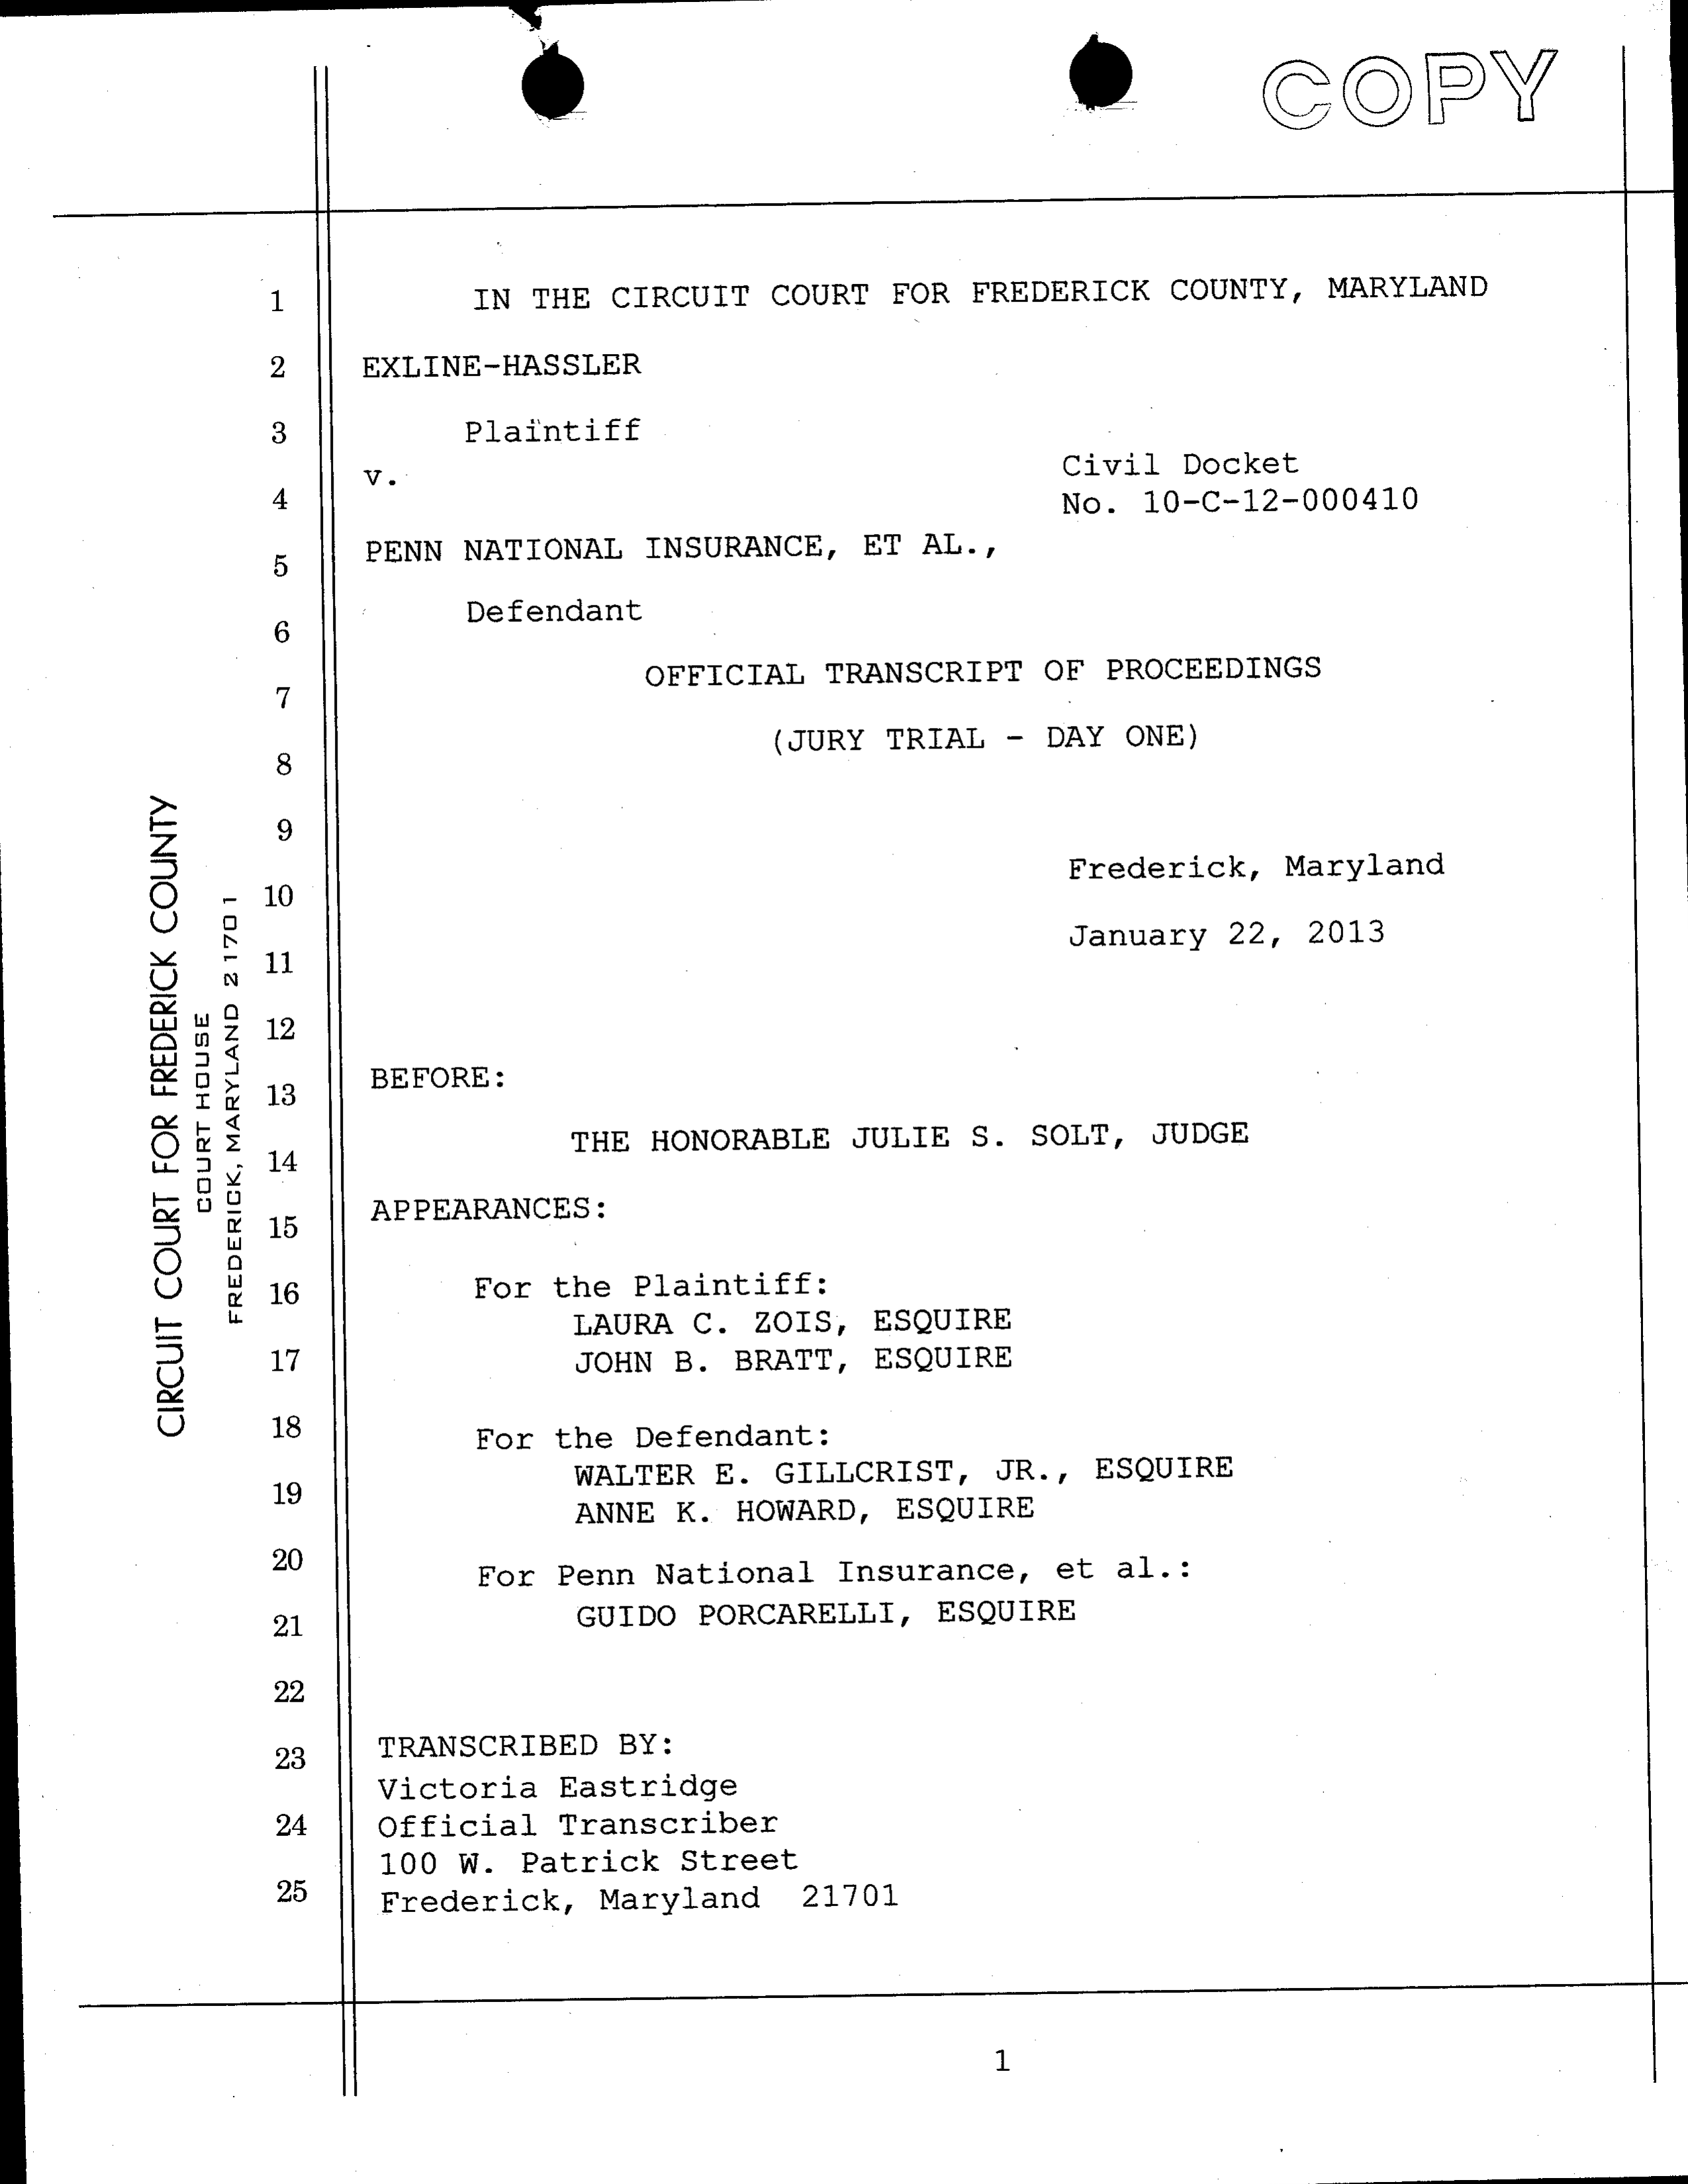 COPY
1 IN THE CIRCUIT COURT FOR FREDERICK COUNTY, MARYLAND
2 EXLINE-HASSLER
3 Plaintiff
v.
Civil Docket
4 No. 10-C-12-000410
5 PENN NATIONAL INSURANCE, ET AL.,
6 Defendant
7 OFFICIAL TRANSCRIPT OF PROCEEDINGS
8 (JURY TRIAL - DAY ONE)
9
10 Frederick, Maryland
11 January 22, 2013
12
13 BEFORE:
14 THE HONORABLE JULIE S. SOLT, JUDGE
15 APPEARANCES:
16 For the Plaintiff:
LAURA C. ZOIS, ESQUIRE
17 JOHN B. BRATT, ESQUIRE
18 For the Defendant:
WALTER E. GILLCRIST, JR., ESQUIRE
19 ANNE K. HOWARD, ESQUIRE
20 For Penn National Insurance, et al.:
21 GUIDO PORCARELLI, ESQUIRE
22
23 TRANSCRIBED BY:
Victoria Eastridge
24 Official Transcriber
100 W. Patrick Street
25 Frederick, Maryland 21701
1
CIRCUIT COURT FOR FREDERICK COUNTY
COURT HOUSE
FREDERICK, MARYLAND 21701